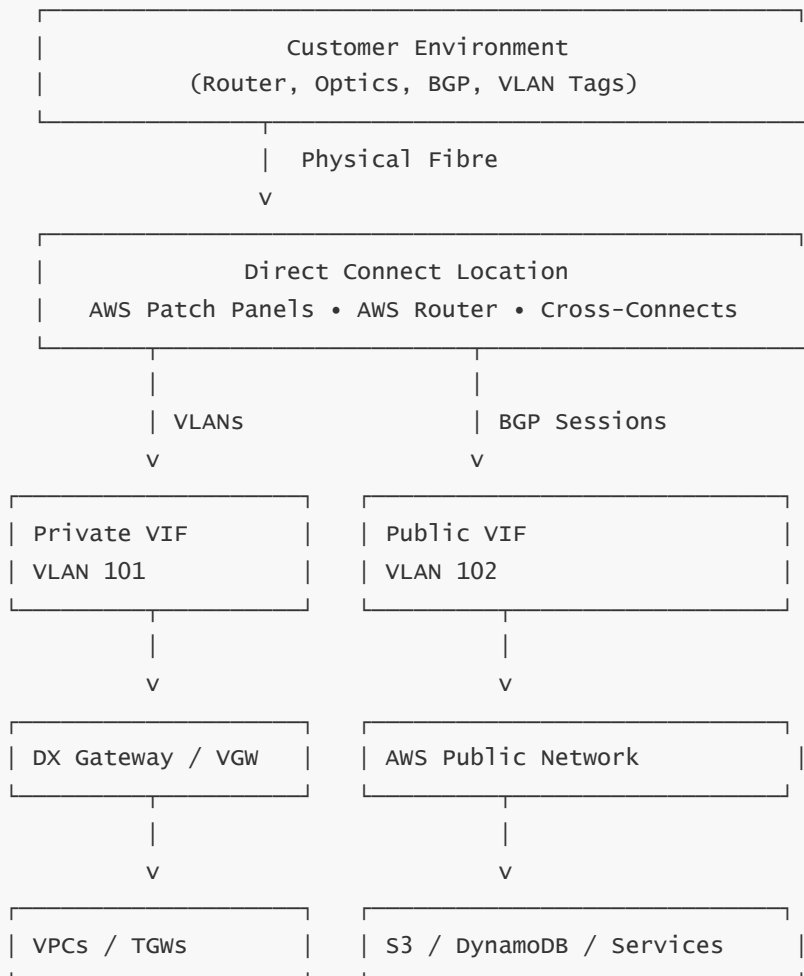 Customer Environment
(Router, Optics, BGP, VLAN Tags)
Physical Fibre
v
Direct Connect Location
AWS Patch Panels • AWS Router • Cross-Connects
VLANs BGP Sessions
v v
Private VIF Public VIF
VLAN 101 VLAN 102
v v
DX Gateway / VGW AWS Public Network
v v
VPCs / TGWs S3 / DynamoDB / Services